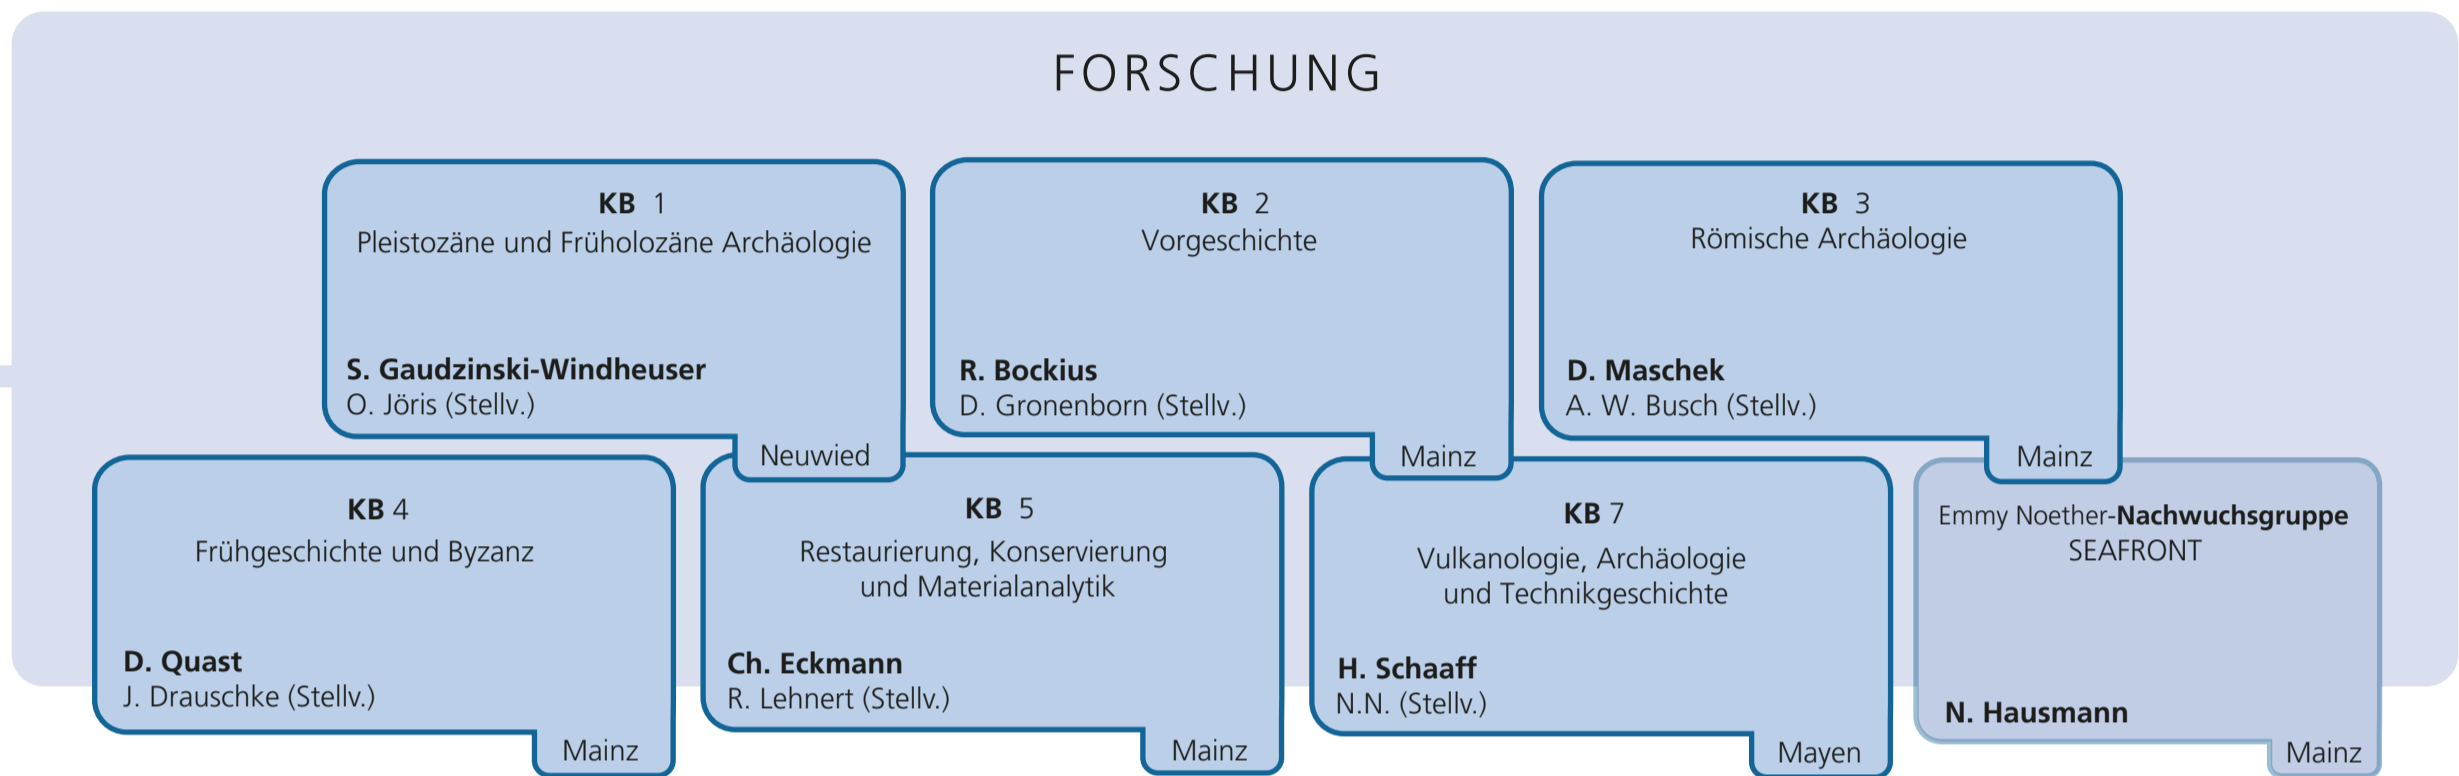 FORSCHUNG
KB 1
Pleistozäne und Früholozäne Archäologie
S. Gaudzinski-Windheuser
O. Jöris (Stellv.)
Neuwied
KB 2
Vorgeschichte
R. Bockius
D. Gronenborn (Stellv.)
Mainz
KB 3
Römische Archäologie
D. Maschek
A. W. Busch (Stellv.)
Mainz
KB 4
Frühgeschichte und Byzanz
D. Quast
J. Drauschke (Stellv.)
Mainz
KB 5
Restaurierung, Konservierung
und Materialanalytik
Ch. Eckmann
R. Lehnert (Stellv.)
Mainz
KB 7
Vulkanologie, Archäologie
und Technikgeschichte
H. Schaaff
N.N. (Stellv.)
Mayen
Emmy Noether-Nachwuchsgruppe
SEAFRONT
N. Hausmann
Mainz